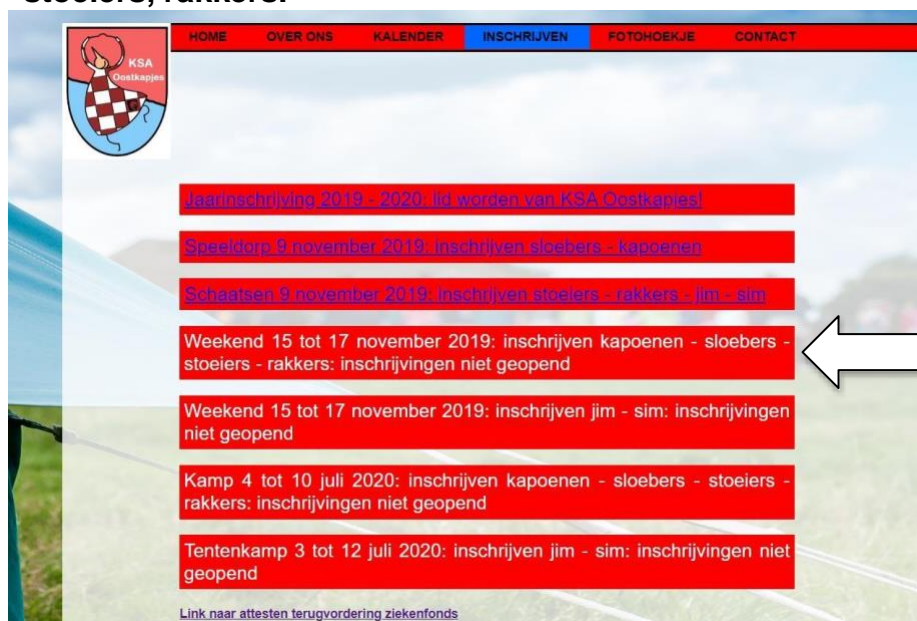 stoeiers, rakkers.
KSA
Oostkapjes
HOME OVER ONS KALENDER INSCHRIJVEN FOTOHOEKJE CONTACT
Jaarinschrijving 2019 - 2020: lid worden van KSA Oostkapjes!
Speeldorp 9 november 2019: inschrijven sloebers - kapoenen
Schaatsen 9 november 2019: inschrijven stoeiers - rakkers - jim - sim
Weekend 15 tot 17 november 2019: inschrijven kapoenen - sloebers -
stoeiers - rakkers: inschrijvingen niet geopend
Weekend 15 tot 17 november 2019: inschrijven jim - sim: inschrijvingen
niet geopend
Kamp 4 tot 10 juli 2020: inschrijven kapoenen - sloebers - stoeiers -
rakkers: inschrijvingen niet geopend
Tentenkamp 3 tot 12 juli 2020: inschrijven jim - sim: inschrijvingen niet
geopend
Link naar attesten terugvordering ziekenfonds